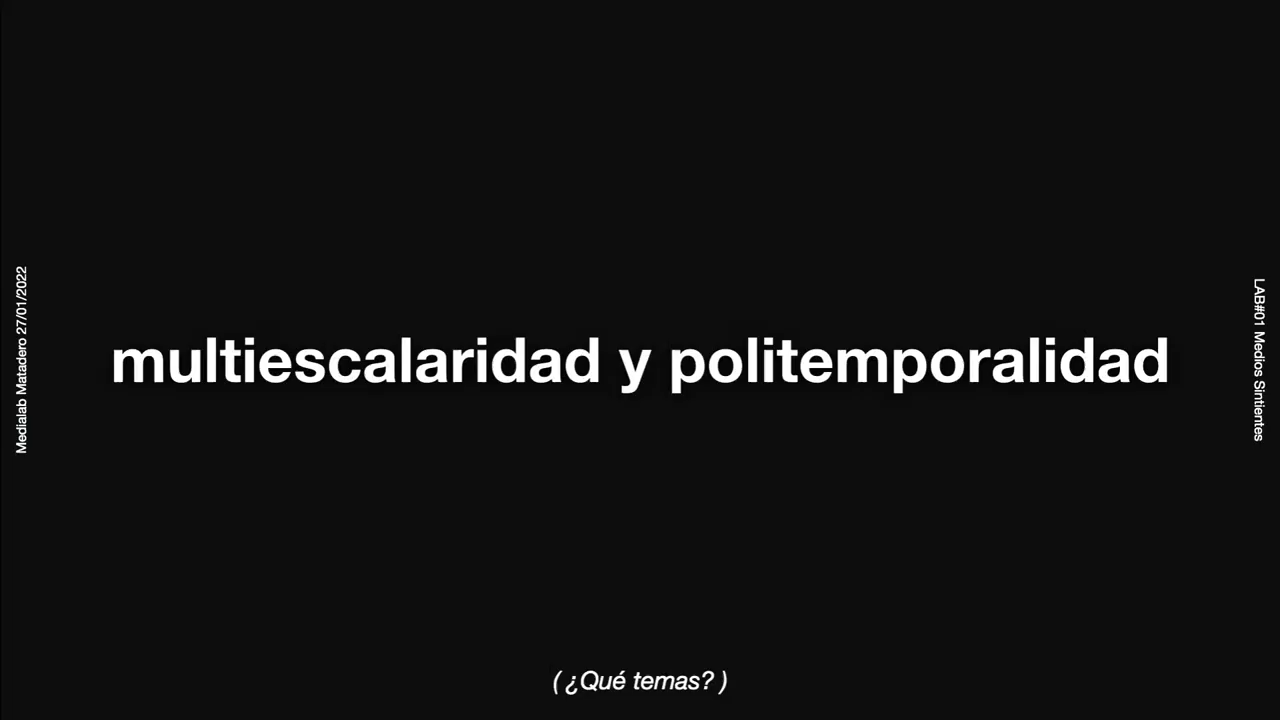 Medialab Matadero 27/01/2022
multiescalaridad y politemporalidad
LAB#01 Medios Sintientes
( ¿Qué temas? )